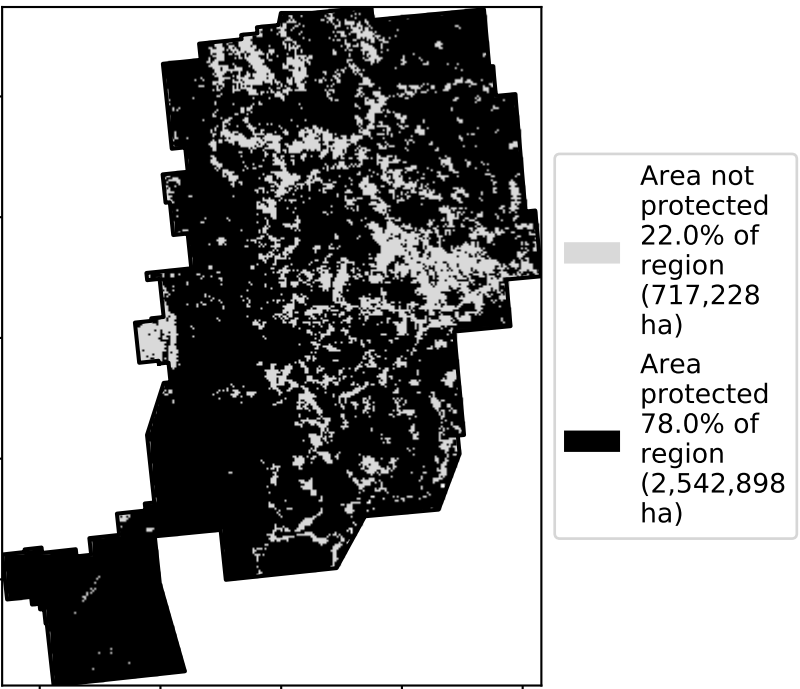 Area not
protected
22.0% of
region
(717,228
ha)
Area
protected
78.0% of
region
(2,542,898
ha)